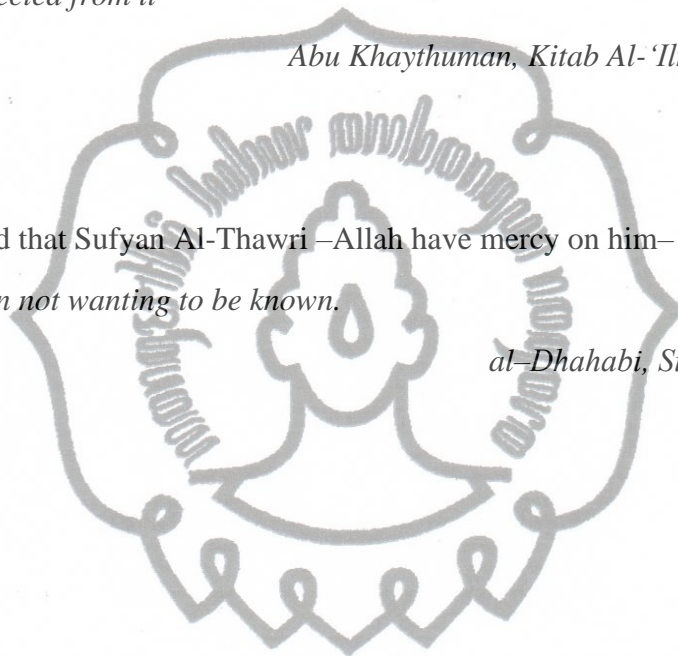 ected from it
Abu Khaythuman, Kitab Al-‘Il
d that Sufyan Al-Thawri –Allah have mercy on him–
n not wanting to be known.
al–Dhahabi, Si